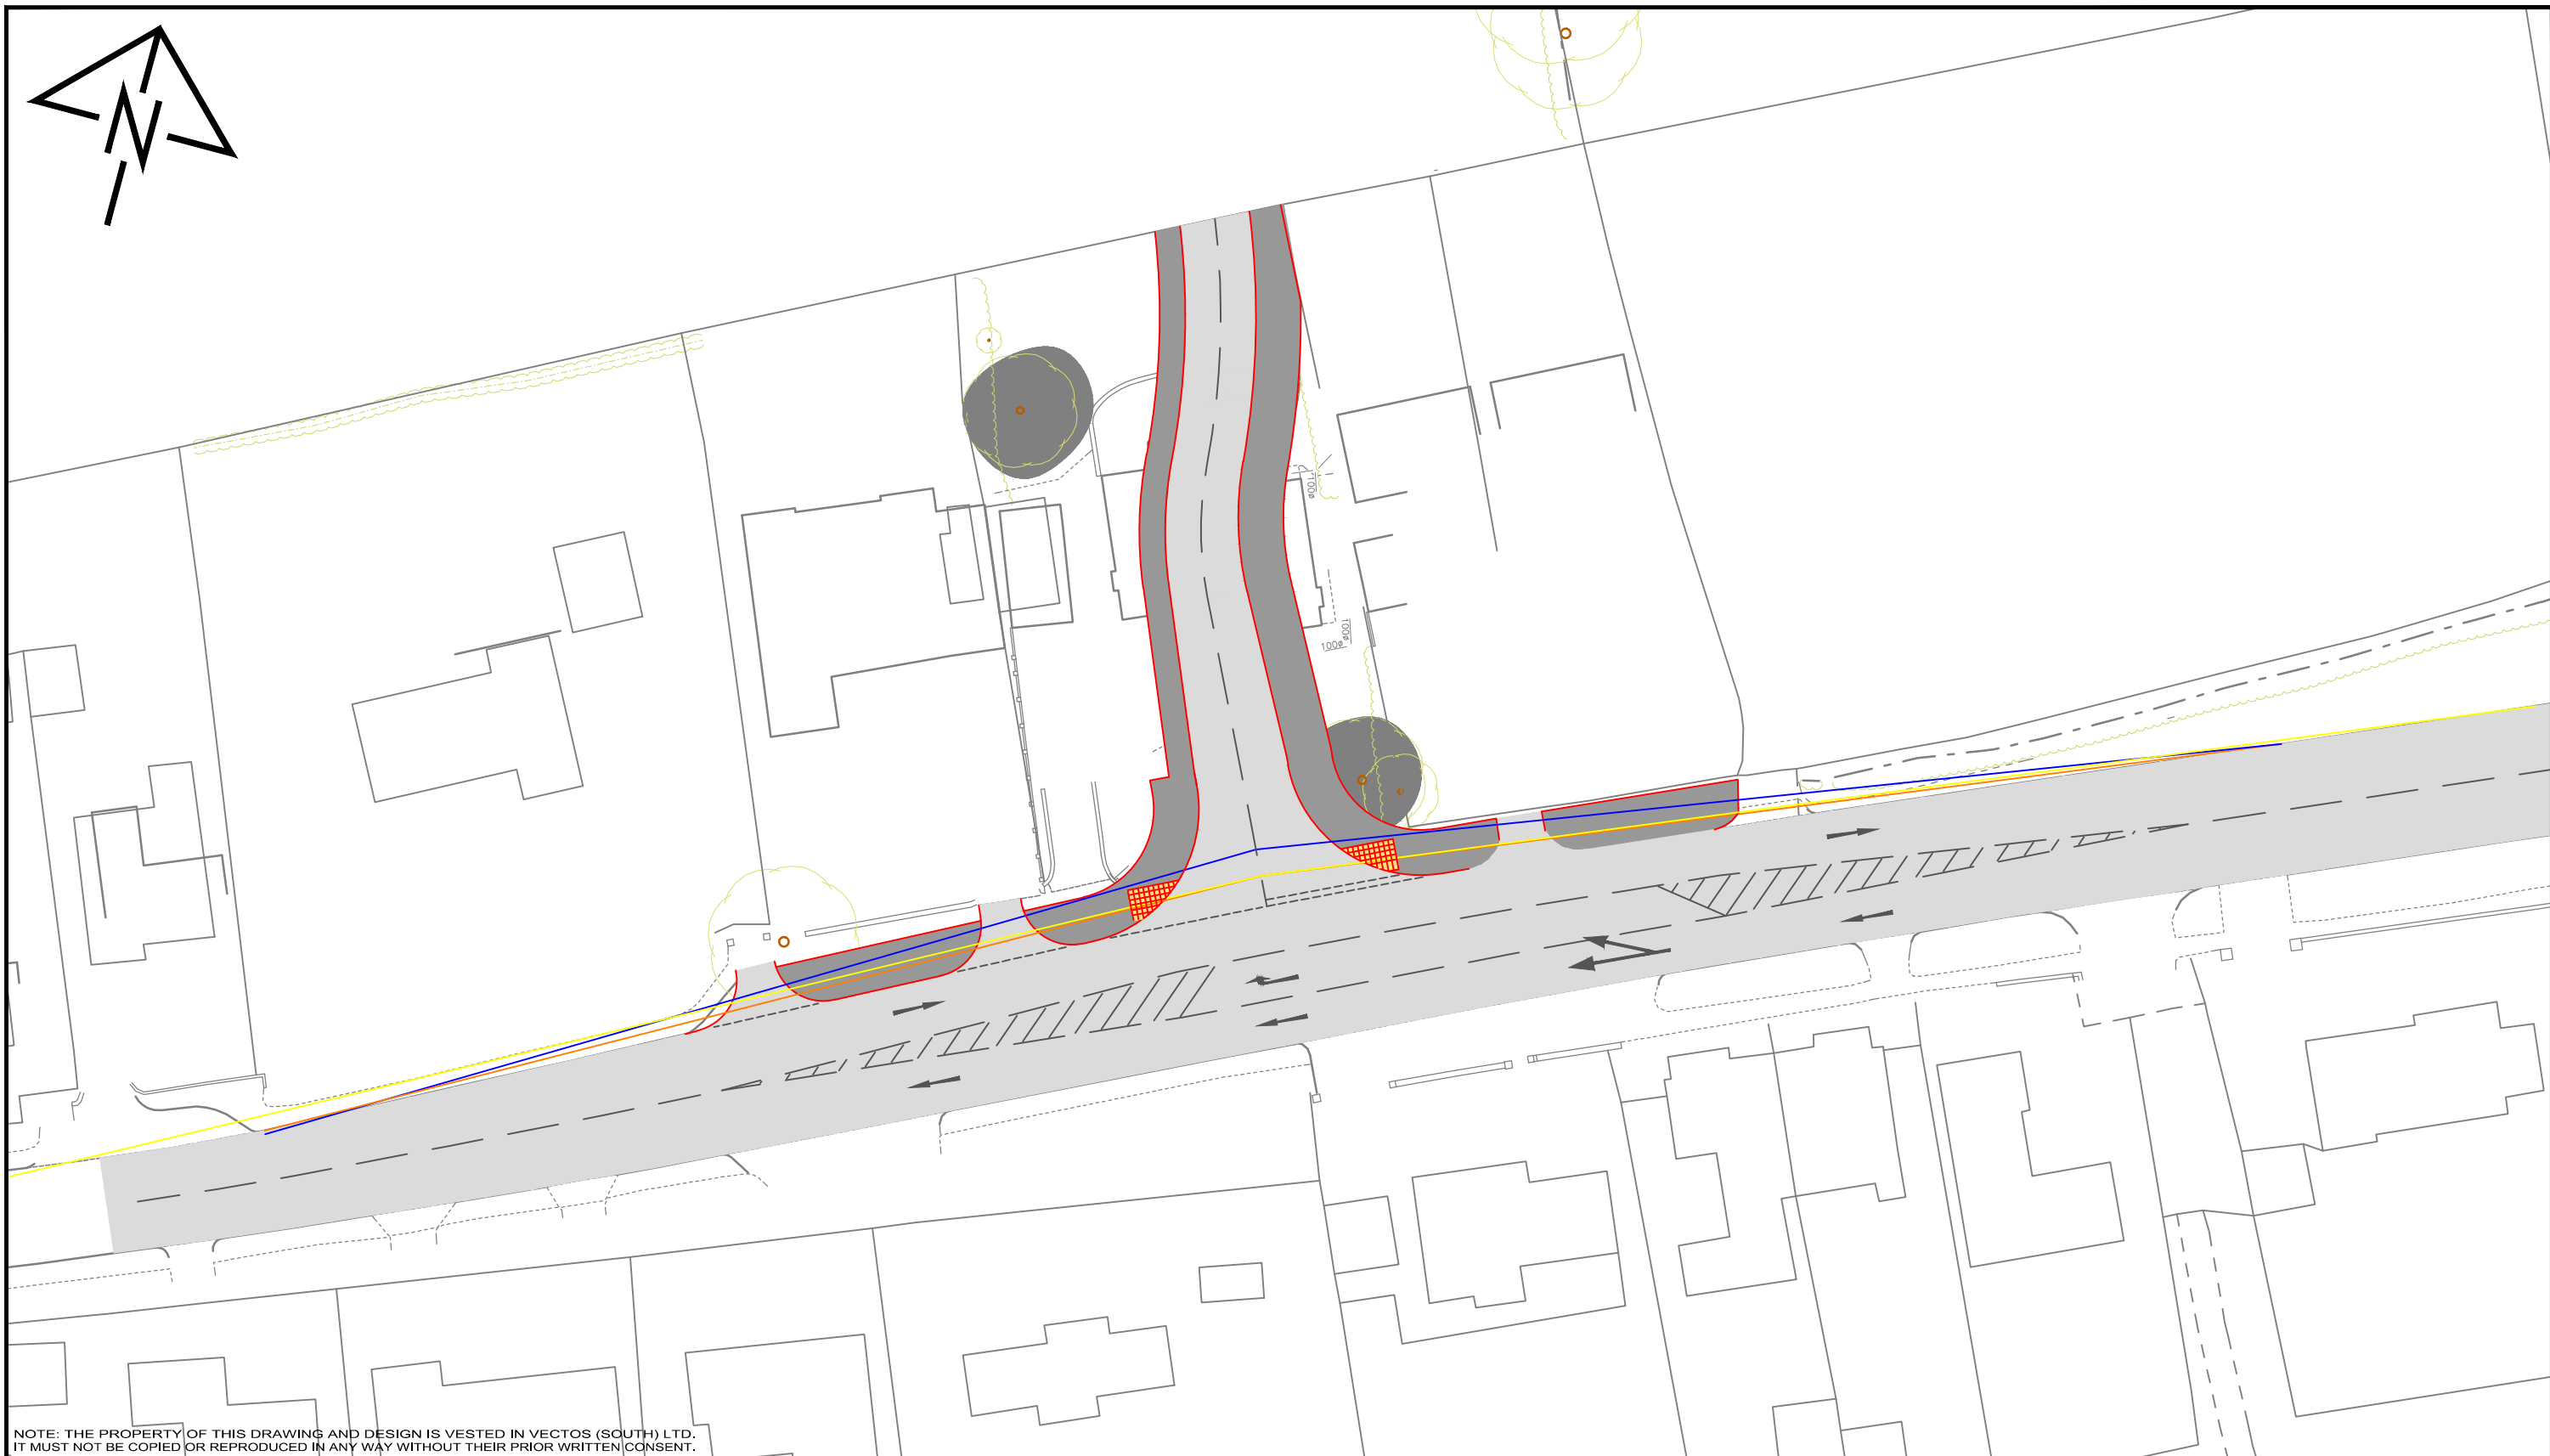 N
100ø
100ø
100ø
NOTE: THE PROPERTY OF THIS DRAWING AND DESIGN IS VESTED IN VECTOS (SOUTH) LTD.
IT MUST NOT BE COPIED OR REPRODUCED IN ANY WAY WITHOUT THEIR PRIOR WRITTEN CONSENT.